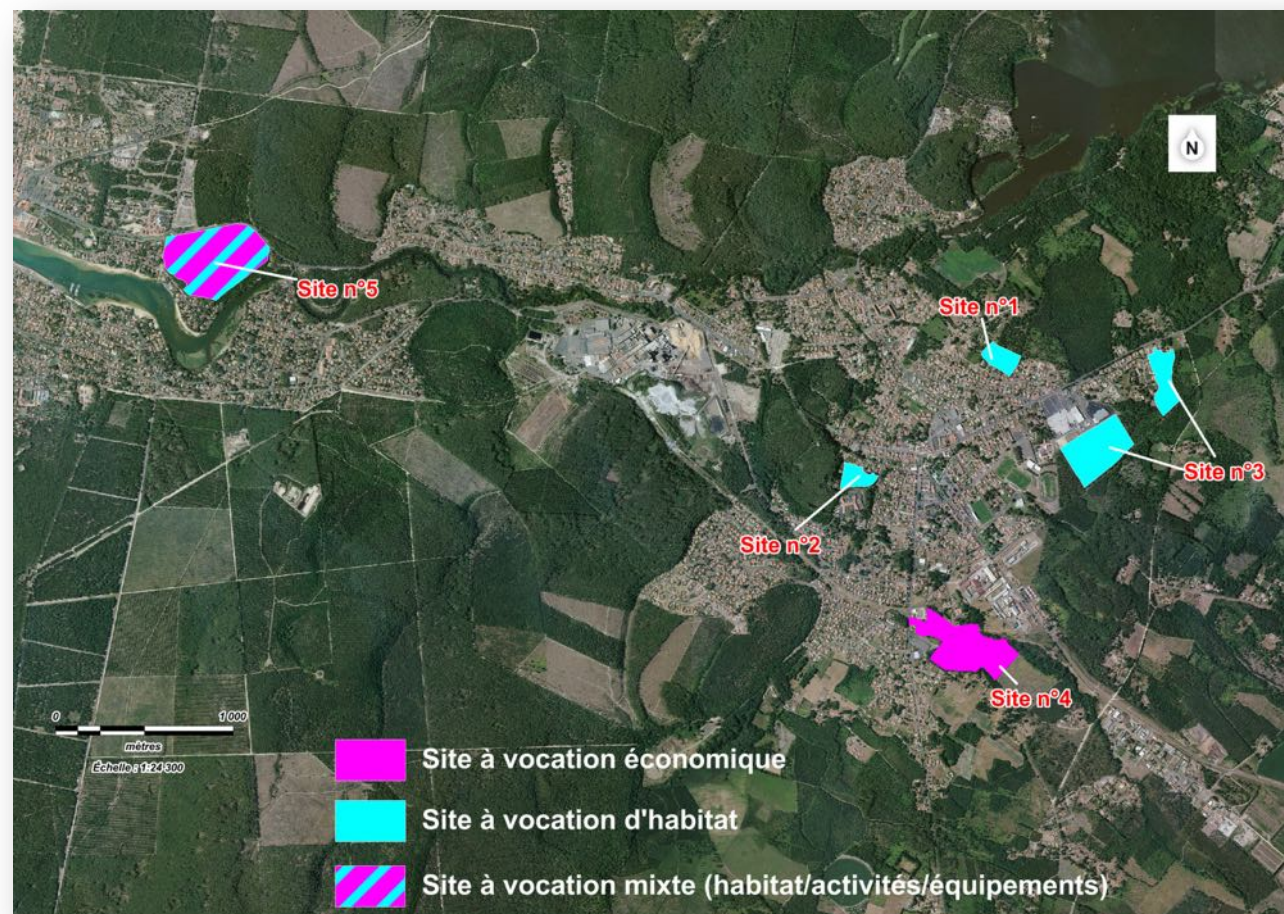 N
Site n°5
Site n°1
Site n°3
Site n°2
Site n°4
0 1 000
mètres
Échelle : 1:24 300
Site à vocation économique
Site à vocation d'habitat
Site à vocation mixte (habitat/activités/équipements)